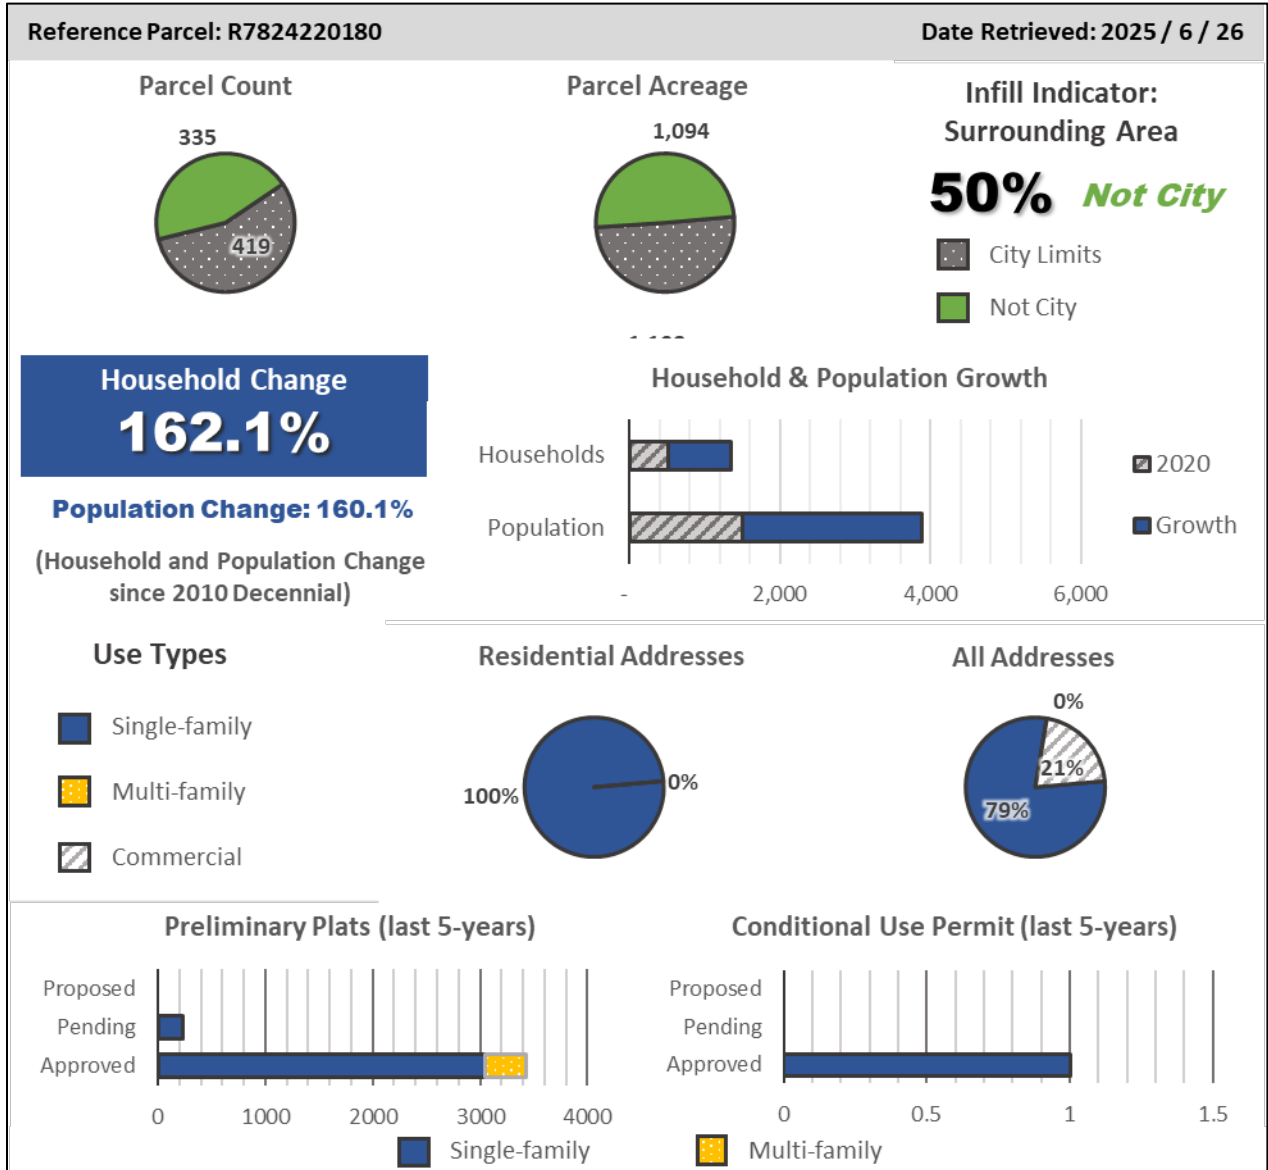 Reference Parcel: R7824220180
Date Retrieved: 2025 / 6 / 26
Parcel Count
335
419
Parcel Acreage
1,094
Infill Indicator:
Surrounding Area
50% Not City
City Limits
Not City
Household Change
162.1%
Population Change: 160.1%
(Household and Population Change
since 2010 Decennial)
Household & Population Growth
Households
Population
-
2,000
4,000
6,000
2020
Growth
Use Types
Single-family
Multi-family
Commercial
Residential Addresses
100%
0%
All Addresses
0%
21%
79%
Preliminary Plats (last 5-years)
Proposed
Pending
Approved
0
1000
2000
3000
4000
Conditional Use Permit (last 5-years)
Proposed
Pending
Approved
0
0.5
1
1.5
Single-family
Multi-family